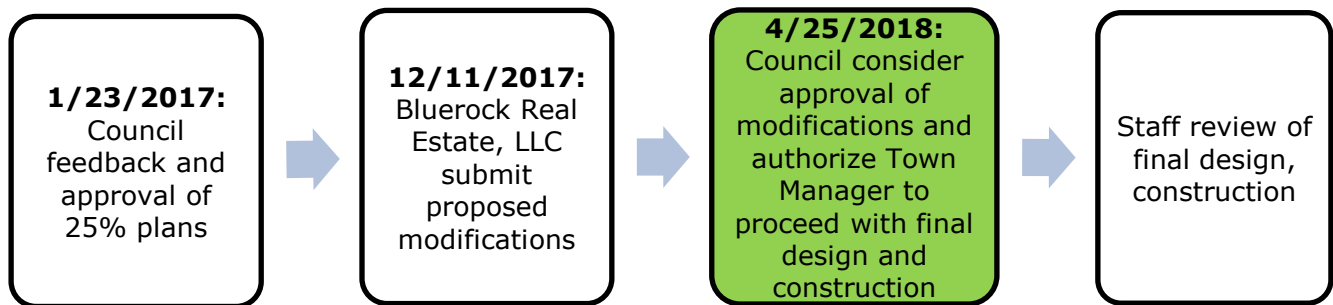 1/23/2017:
Council
feedback and
approval of
25% plans
12/11/2017:
Bluerock Real
Estate, LLC
submit
proposed
modifications
4/25/2018:
Council consider
approval of
modifications and
authorize Town
Manager to
proceed with final
design and
construction
Staff review of
final design,
construction